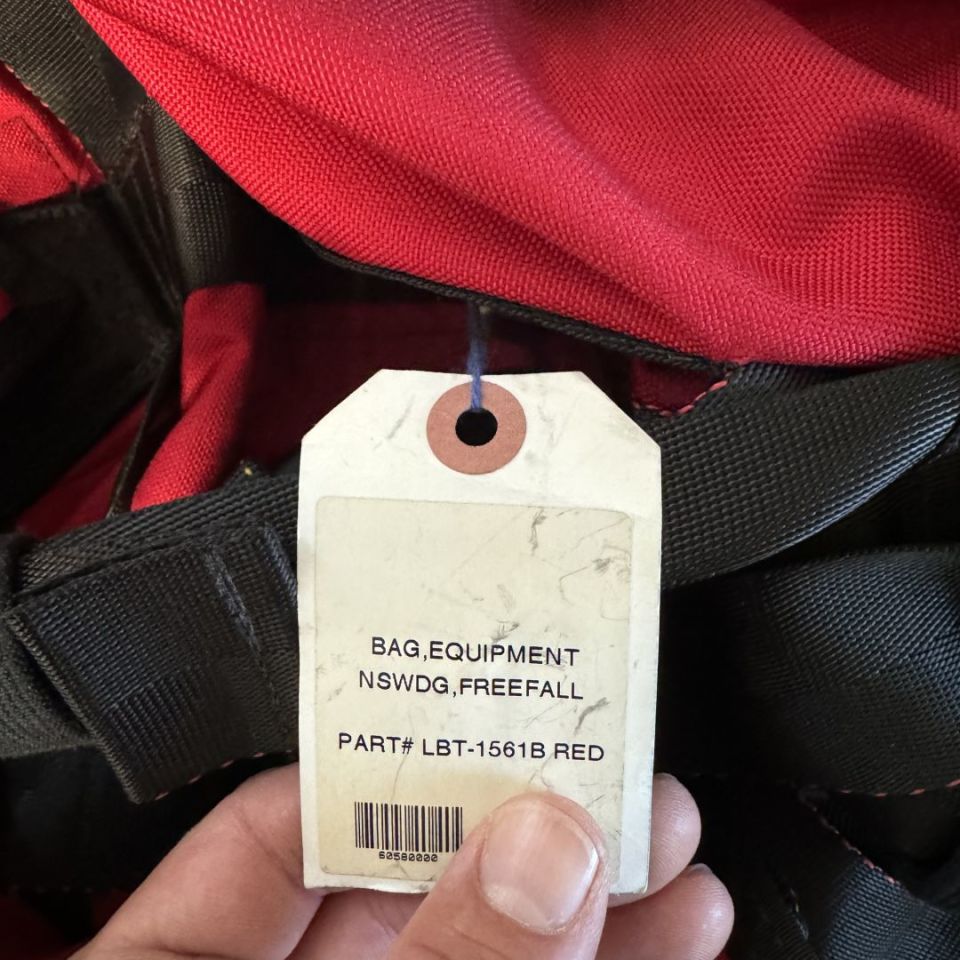 BAG,EQUIPMENT
NSWDG,FREEFALL
PART# LBT-1561B RED
60580000